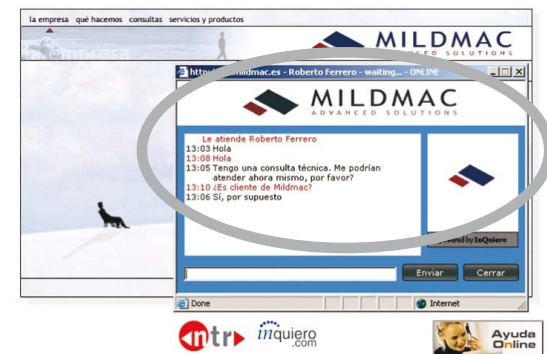 la empresa qué hacemos consultas servicios y productos
empresa
MILDMAC
ADVANCED SOLUTIONS
mildmac.es - Roberto Ferrero - waiting... - ONLINE
MILDMAC
ADVANCED SOLUTIONS
Le atiende Roberto Ferrero
13:03 Hola
13:08 Hola
13:05 Tengo una consulta técnica. Me podrían
atender ahora mismo, por favor?
13:10 ¿Es cliente de Mildmac?
13:06 Sí, por supuesto
powered by InQuiero
Enviar Cerrar
Done Internet
ntr inquiero
.com
Ayuda
Online